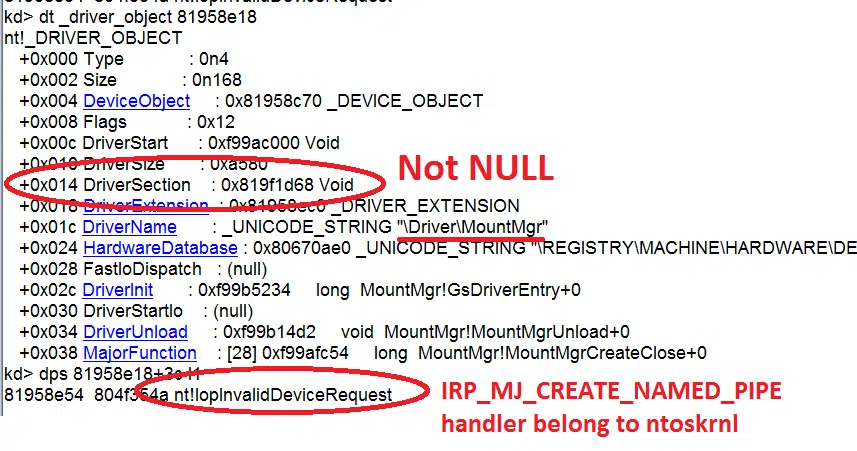 kd> dt _driver_object 81958e18
nt!_DRIVER_OBJECT
+0x000 Type : 0n4
+0x002 Size : 0n168
+0x004 DeviceObject : 0x81958c70 _DEVICE_OBJECT
+0x008 Flags : 0x12
+0x00c DriverStart : 0xf99ac000 Void
+0x010 DriverSize : 0xa580
Not NULL
+0x014 DriverSection : 0x819f1d68 Void
+0x018 DriverExtension : 0x81958ec0 _DRIVER_EXTENSION
+0x01c DriverName : _UNICODE_STRING "\Driver\MountMgr"
+0x024 HardwareDatabase : 0x80670ae0 _UNICODE_STRING "\REGISTRY\MACHINE\HARDWARE\DE
+0x028 FastIoDispatch : (null)
+0x02c DriverInit : 0xf99b5234 long MountMgr!GsDriverEntry+0
+0x030 DriverStartIo : (null)
+0x034 DriverUnload : 0xf99b14d2 void MountMgr!MountMgrUnload+0
+0x038 MajorFunction : [28] 0xf99afc54 long MountMgr!MountMgrCreateClose+0
kd> dps 81958e18+3c l1
81958e54 804f354a nt!IopInvalidDeviceRequest
IRP_MJ_CREATE_NAMED_PIPE
handler belong to ntoskrnl